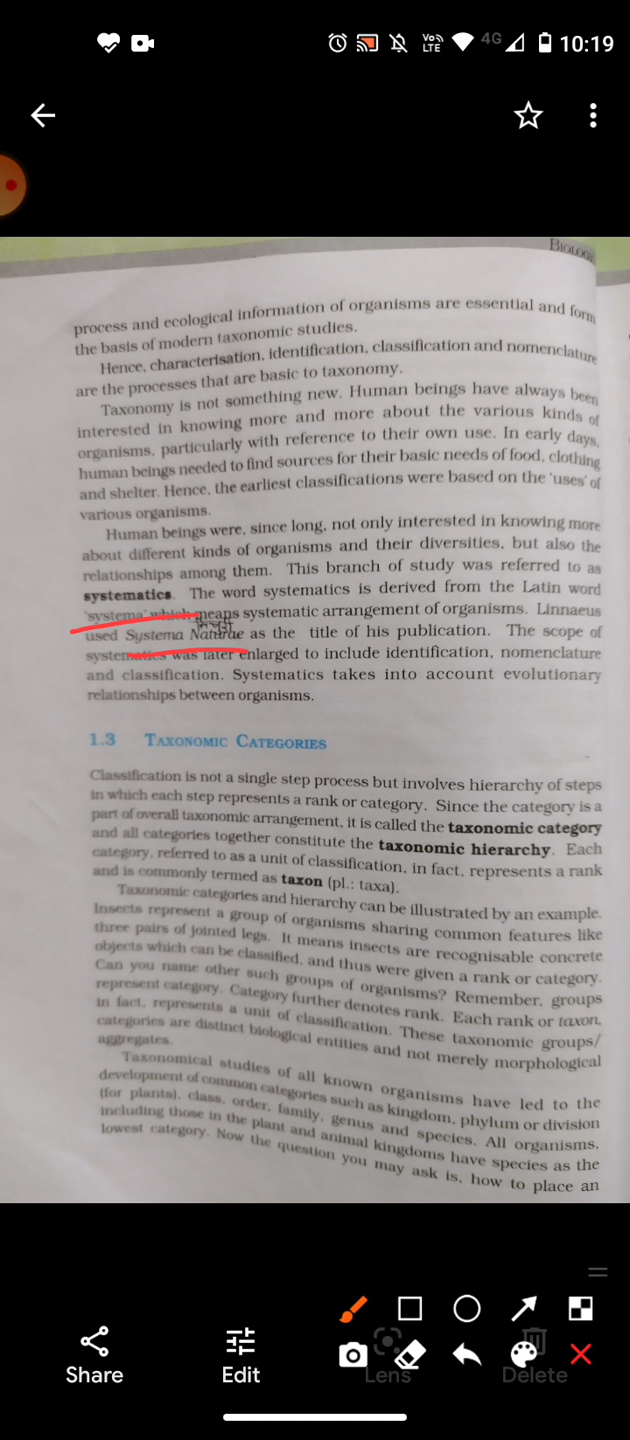 VoLTE 4G 10:19
BIOLOGY
process and ecological information of organisms are essential and form
the basis of modern taxonomic studies.
Hence, characterisation, identification, classification and nomenclature
are the processes that are basic to taxonomy.
Taxonomy is not something new. Human beings have always been
interested in knowing more and more about the various kinds of
organisms, particularly with reference to their own use. In early days,
human beings needed to find sources for their basic needs of food, clothing
and shelter. Hence, the earliest classifications were based on the 'uses' of
various organisms.
Human beings were, since long, not only interested in knowing more
about different kinds of organisms and their diversities, but also the
relationships among them. This branch of study was referred to as
systematics. The word systematics is derived from the Latin word
'systema' which means systematic arrangement of organisms. Linnaeus
used Systema Naturae as the title of his publication. The scope of
systematics was later enlarged to include identification, nomenclature
and classification. Systematics takes into account evolutionary
relationships between organisms.
1.3 TAXONOMIC CATEGORIES
Classification is not a single step process but involves hierarchy of steps
in which each step represents a rank or category. Since the category is a
part of overall taxonomic arrangement, it is called the taxonomic category
and all categories together constitute the taxonomic hierarchy. Each
category, referred to as a unit of classification, in fact, represents a rank
and is commonly termed as taxon (pl.: taxa).
Taxonomic categories and hierarchy can be illustrated by an example.
Insects represent a group of organisms sharing common features like
three pairs of jointed legs. It means insects are recognisable concrete
objects which can be classified, and thus were given a rank or category.
Can you name other such groups of organisms? Remember, groups
represent category. Category further denotes rank. Each rank or taxon,
in fact, represents a unit of classification. These taxonomic groups/
categories are distinct biological entities and not merely morphological
aggregates.
Taxonomical studies of all known organisms have led to the
development of common categories such as kingdom, phylum or division
(for plants), class, order, family, genus and species. All organisms,
including those in the plant and animal kingdoms have species as the
lowest category. Now the question you may ask is, how to place an
Share Edit Lens Delete